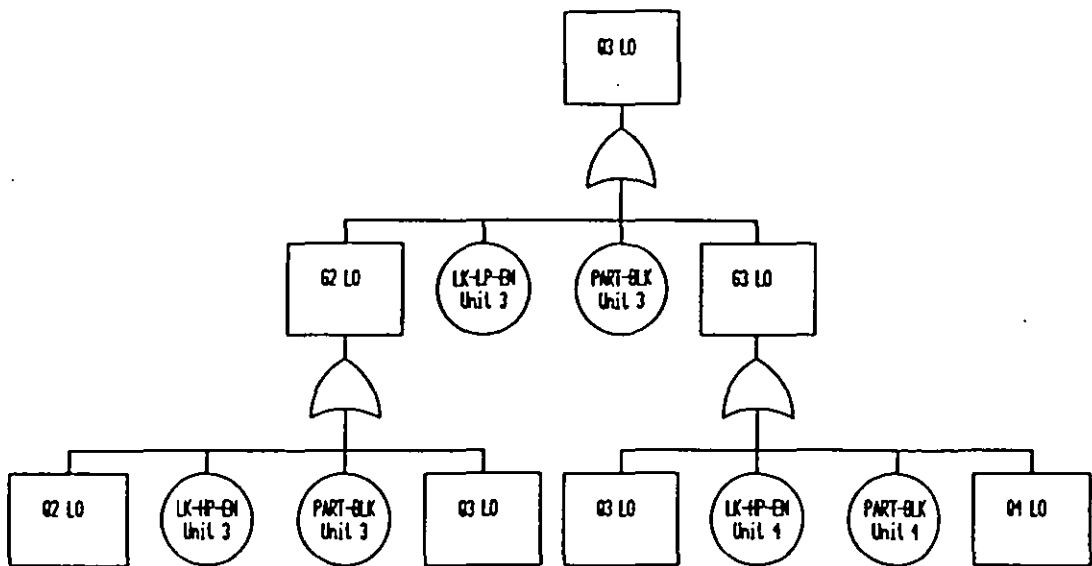 Q3 LO
G2 LO
LK-LP-EN
Unit 3
PART-BLK
Unit 3
G3 LO
Q2 LO
LK-HP-EN
Unit 3
PART-BLK
Unit 3
Q3 LO
Q3 LO
LK-HP-EN
Unit 4
PART-BLK
Unit 4
Q4 LO